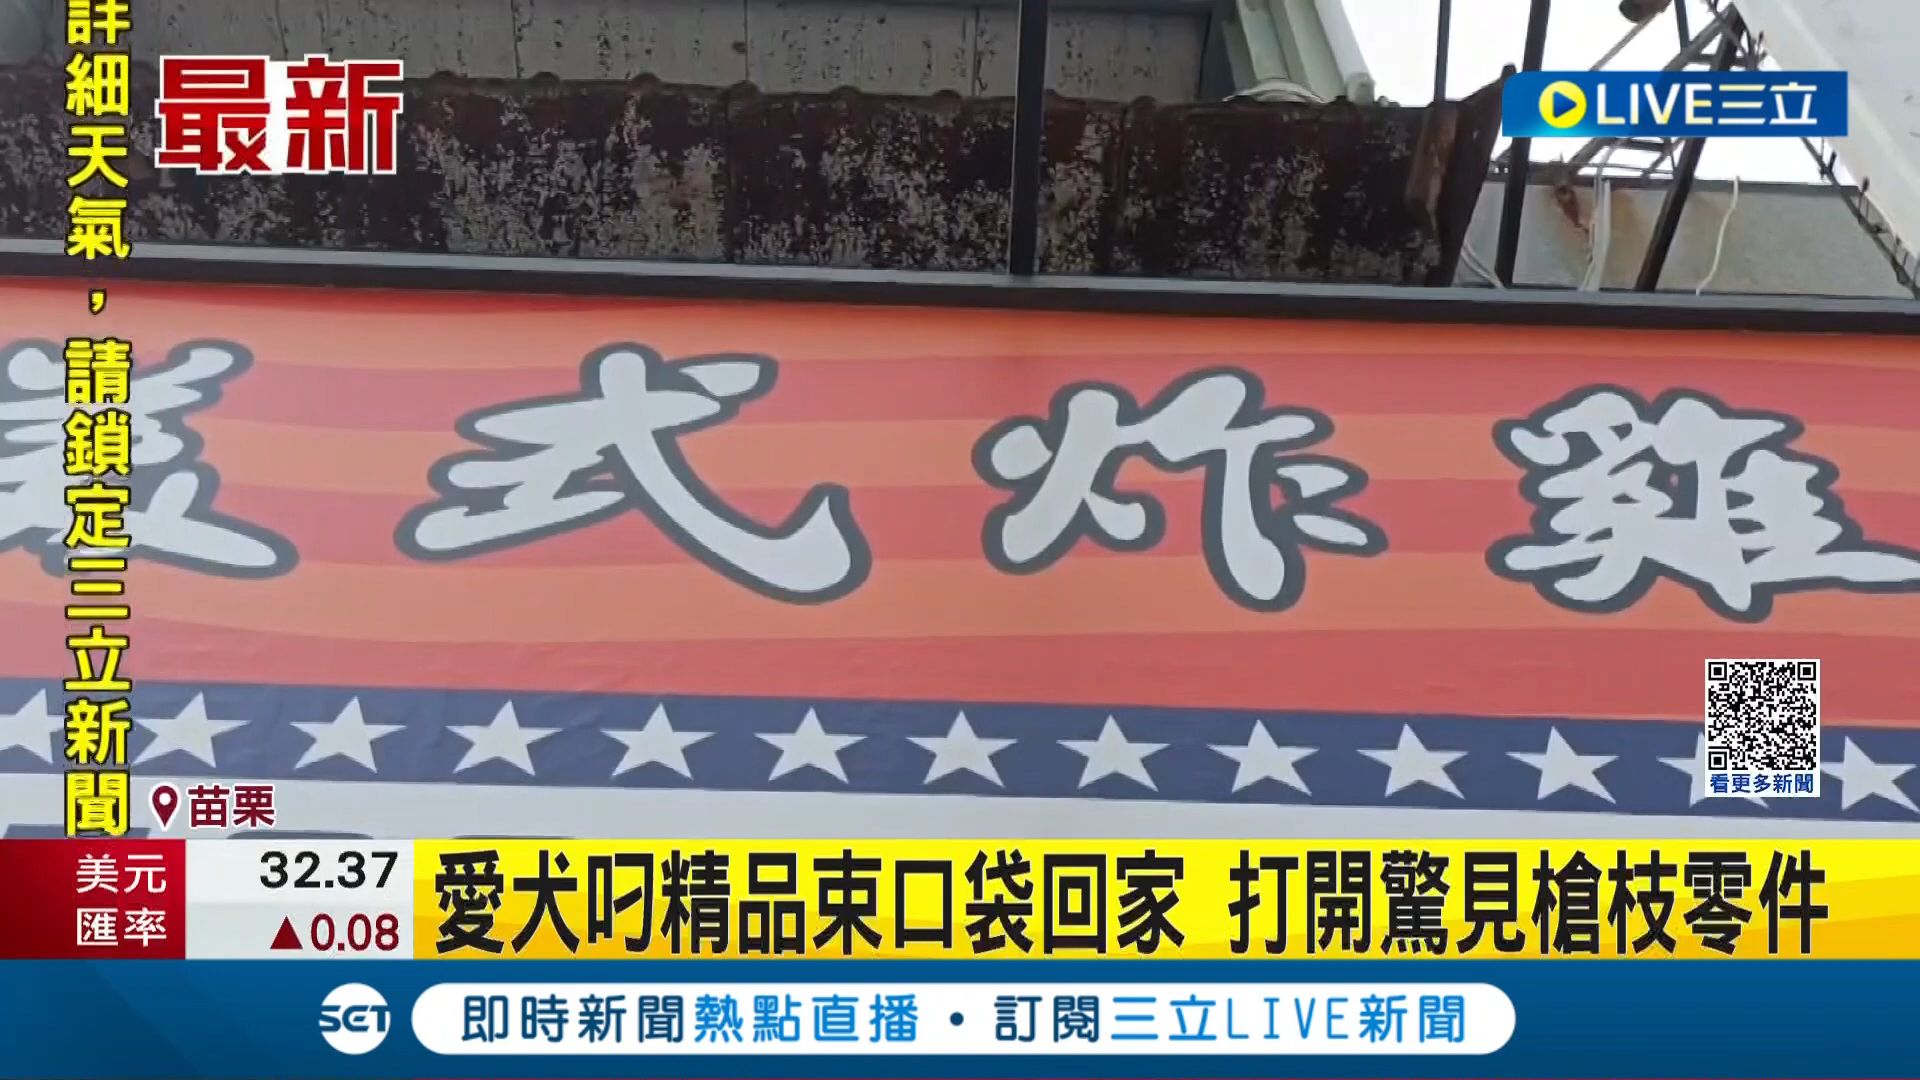 詳細天氣，請鎖定三立新聞
最新
LIVE三立
美式炸雞
看更多新聞
苗栗
美元
匯率
32.37
▲0.08
愛犬叼精品束口袋回家 打開驚見槍枝零件
SET
即時新聞熱點直播・訂閱三立LIVE新聞